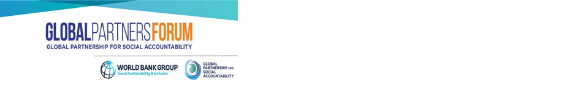 GLOBALPARTNERSFORUM
GLOBAL PARTNERSHIP FOR SOCIAL ACCOUNTABILITY
WORLD BANK GROUP
Social Sustainability & Inclusion
GLOBAL
PARTNERSHIP FOR
SOCIAL
ACCOUNTABILITY